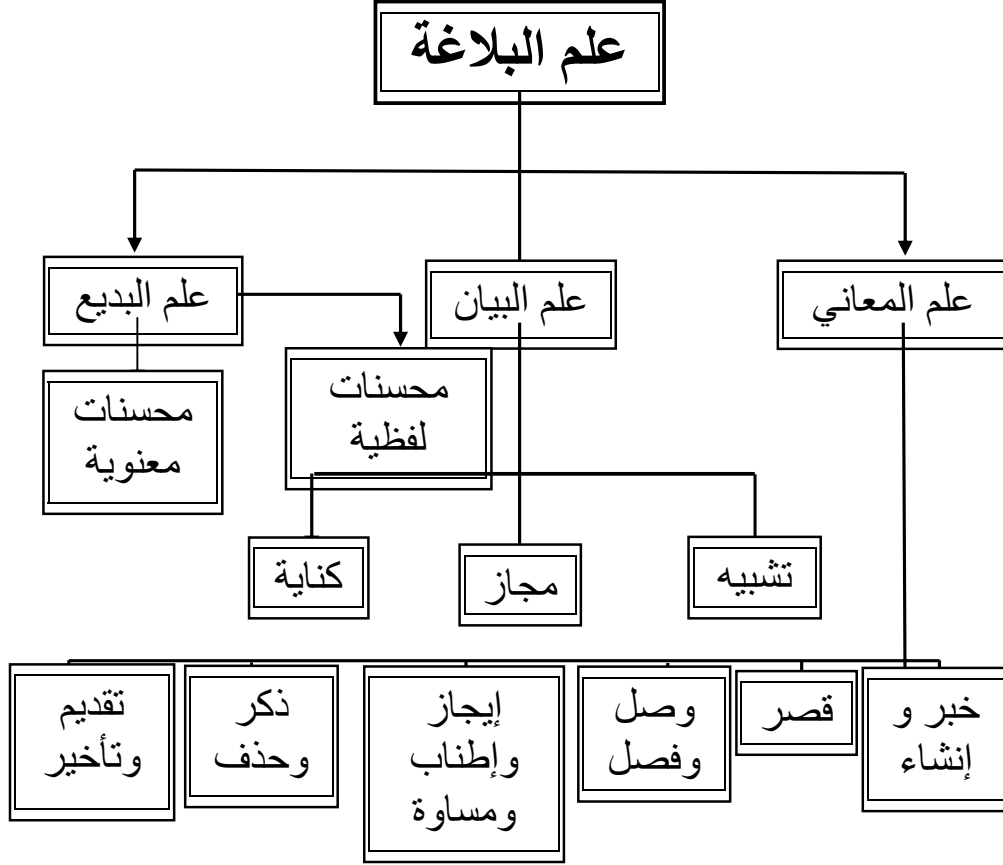 علم البلاغة
علم المعاني
علم البيان
علم البديع
محسنات
لفظية
محسنات
معنوية
تشبيه
مجاز
كناية
خبر و
إنشاء
قصر
وصل
وفصل
إيجاز
وإطناب
ومساوة
ذكر
وحذف
تقديم
وتأخير